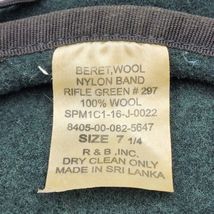 BERET,WOOL
NYLON BAND
RIFLE GREEN # 297
100% WOOL
SPM1C1-16-J-0022
8405-00-082-5647
SIZE 7 1/4
R & B ,INC.
DRY CLEAN ONLY
MADE IN SRI LANKA